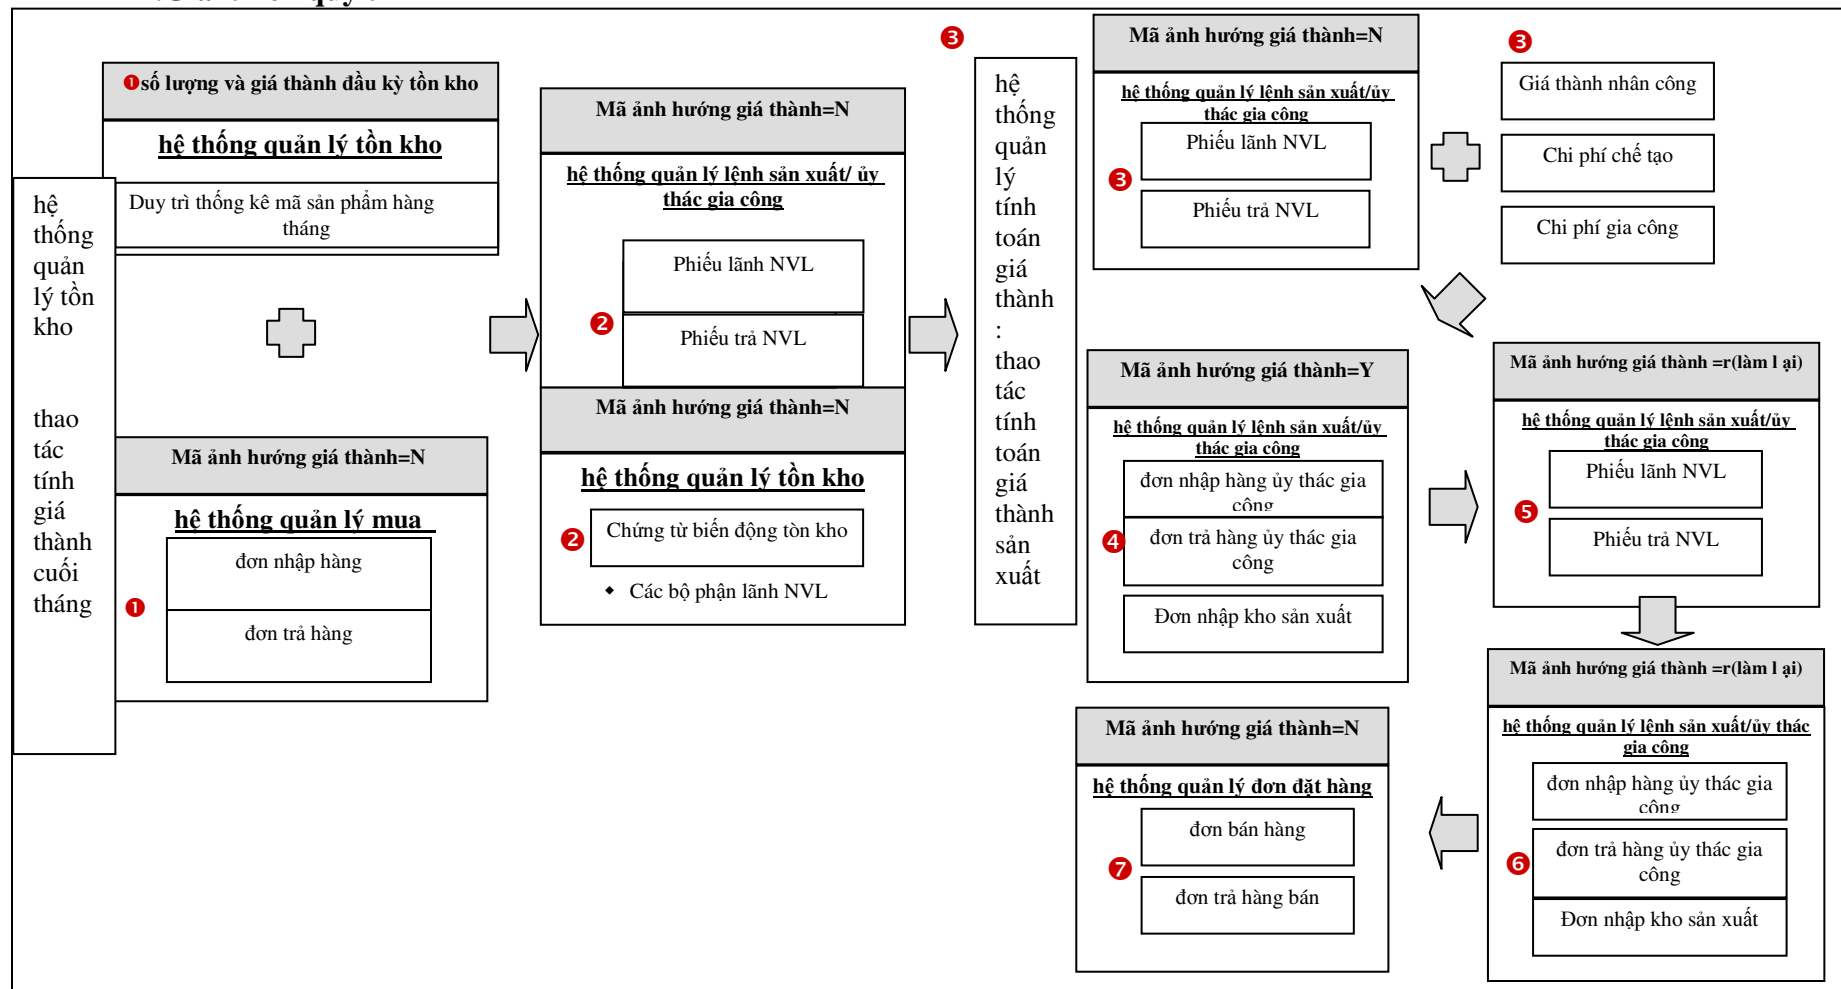 ❶số lượng và giá thành đầu kỳ tồn kho
hệ thống quản lý tồn kho
Duy trì thống kê mã sản phẩm hàng
tháng
hệ
thống
quản
lý tồn
kho
thao
tác
tính
giá
thành
cuối
tháng
Mã ảnh hướng giá thành=N
hệ thống quản lý mua
❶
đơn nhập hàng
đơn trả hàng
Mã ảnh hướng giá thành=N
hệ thống quản lý lệnh sản xuất/ ủy
thác gia công
Phiếu lãnh NVL
❷
Phiếu trả NVL
Mã ảnh hướng giá thành=N
hệ thống quản lý tồn kho
❷
Chứng từ biến động tòn kho
◆ Các bộ phận lãnh NVL
❸
hệ
thống
quản
lý
tính
toán
giá
thành
:
thao
tác
tính
toán
giá
thành
sản
xuất
Mã ảnh hướng giá thành=N
hệ thống quản lý lệnh sản xuất/ủy
thác gia công
Phiếu lãnh NVL
❸
Phiếu trả NVL
❸
Giá thành nhân công
Chi phí chế tạo
Chi phí gia công
Mã ảnh hướng giá thành=Y
hệ thống quản lý lệnh sản xuất/ủy
thác gia công
đơn nhập hàng ủy thác gia
công
❹
đơn trả hàng ủy thác gia
công
Đơn nhập kho sản xuất
Mã ảnh hướng giá thành =r(làm l ại)
hệ thống quản lý lệnh sản xuất/ủy
thác gia công
Phiếu lãnh NVL
❺
Phiếu trả NVL
Mã ảnh hướng giá thành =r(làm l ại)
hệ thống quản lý lệnh sản xuất/ủy thác
gia công
đơn nhập hàng ủy thác gia
công
❻
đơn trả hàng ủy thác gia
công
Đơn nhập kho sản xuất
Mã ảnh hướng giá thành=N
hệ thống quản lý đơn đặt hàng
đơn bán hàng
❼
đơn trả hàng bán